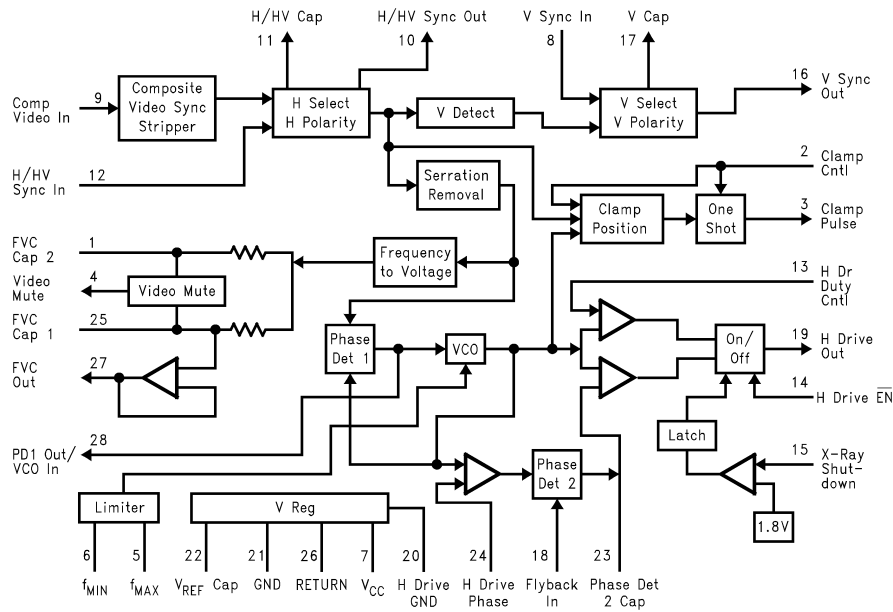 H/HV Cap
11
H/HV Sync Out
10
V Sync In
8
V Cap
17
Comp
Video In
9
Composite
Video Sync
Stripper
H Select
H Polarity
V Detect
V Select
V Polarity
16
V Sync
Out
H/HV
Sync In
12
Serration
Removal
Clamp
Position
One
Shot
2
Clamp
Cntl
3
Clamp
Pulse
FVC
Cap 2
1
Video
Mute
4
Video Mute
Frequency
to Voltage
FVC
Cap 1
25
FVC
Out
27
Phase
Det 1
VCO
13
H Dr
Duty
Cntl
On/
Off
19
H Drive
Out
14
H Drive E̅N̅
PD1 Out/
VCO In
28
Latch
15
X-Ray
Shut-
down
1.8V
Phase
Det 2
Limiter
V Reg
6
5
22
21
26
7
20
24
18
23
fMIN
fMAX
VREF Cap
GND
RETURN
VCC
H Drive
GND
H Drive
Phase
Flyback
In
Phase Det
2 Cap